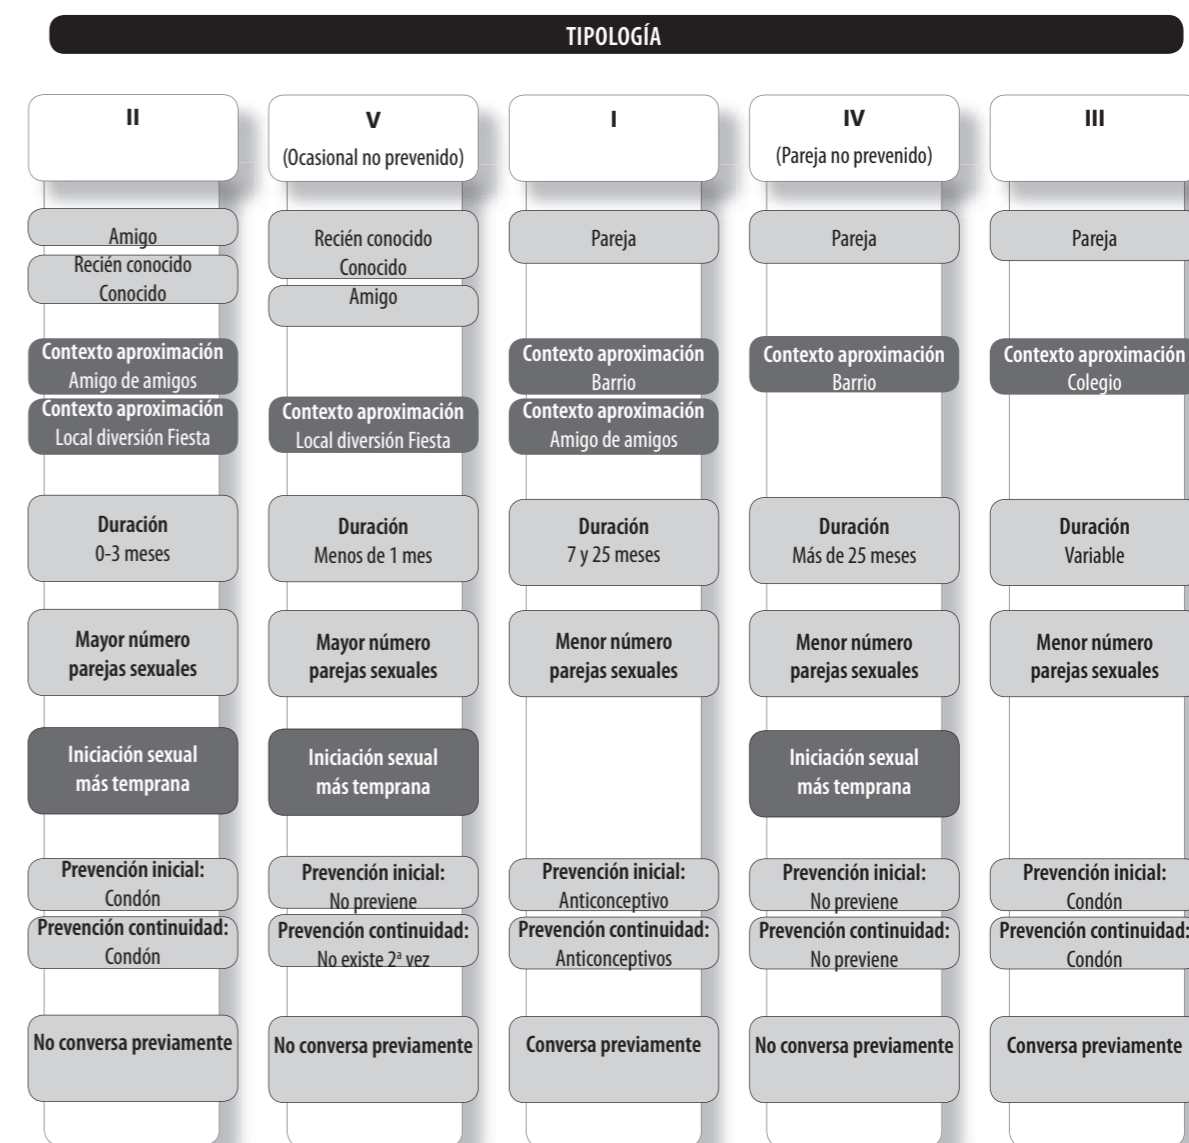 TIPOLOGÍA
II
Amigo
Recién conocido
Conocido
Contexto aproximación
Amigo de amigos
Contexto aproximación
Local diversión Fiesta
Duración
0-3 meses
Mayor número
parejas sexuales
Iniciación sexual
más temprana
Prevención inicial:
Condón
Prevención continuidad:
Condón
No conversa previamente
V
(Ocasional no prevenido)
Recién conocido
Conocido
Amigo
Contexto aproximación
Local diversión Fiesta
Duración
Menos de 1 mes
Mayor número
parejas sexuales
Iniciación sexual
más temprana
Prevención inicial:
No previene
Prevención continuidad:
No existe 2ª vez
No conversa previamente
I
Pareja
Contexto aproximación
Barrio
Contexto aproximación
Amigo de amigos
Duración
7 y 25 meses
Menor número
parejas sexuales
Prevención inicial:
Anticonceptivo
Prevención continuidad:
Anticonceptivos
Conversa previamente
IV
(Pareja no prevenido)
Pareja
Contexto aproximación
Barrio
Duración
Más de 25 meses
Menor número
parejas sexuales
Iniciación sexual
más temprana
Prevención inicial:
No previene
Prevención continuidad:
No previene
No conversa previamente
III
Pareja
Contexto aproximación
Colegio
Duración
Variable
Menor número
parejas sexuales
Prevención inicial:
Condón
Prevención continuidad:
Condón
Conversa previamente